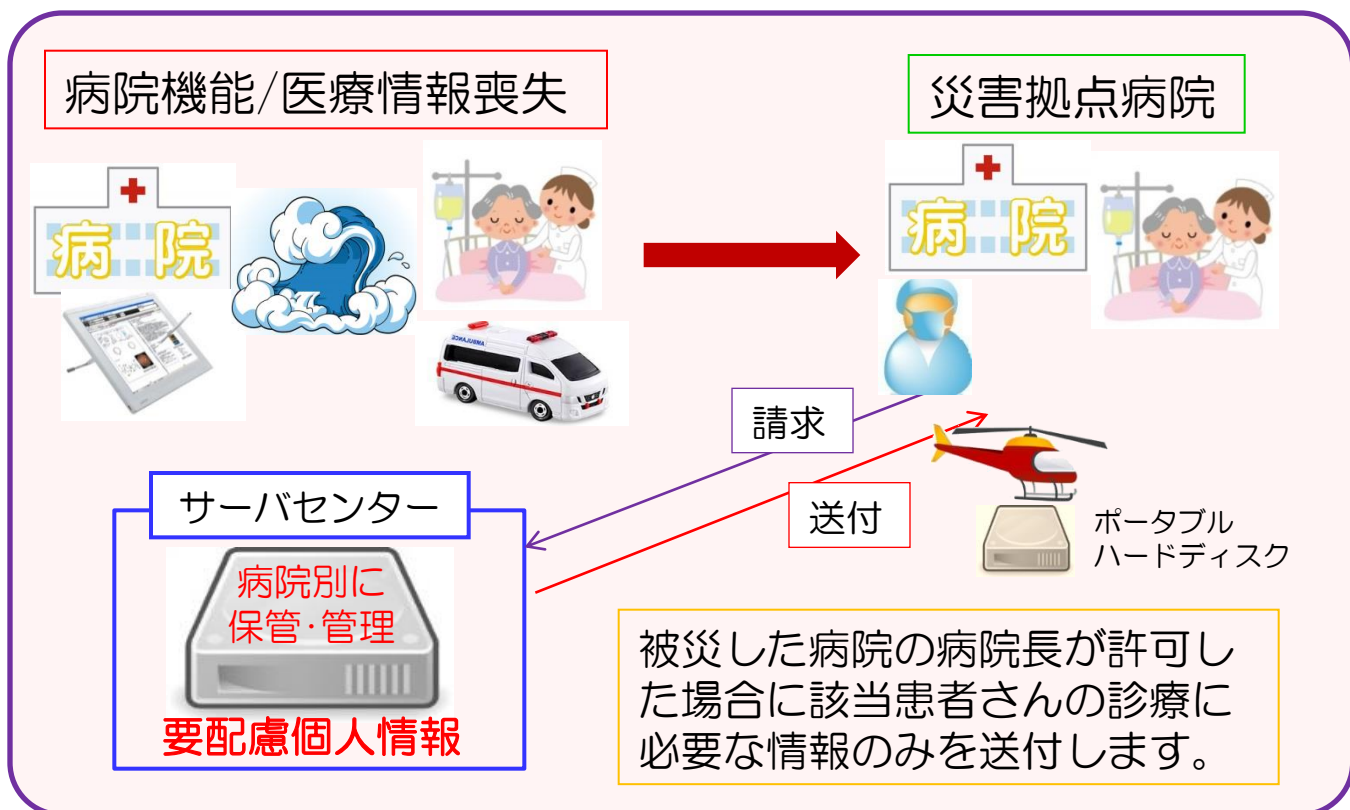 病院機能/医療情報喪失
災害拠点病院
病院
病院
AMBULANCE
請求
送付
サーバセンター
病院別に
保管・管理
要配慮個人情報
ポータブル
ハードディスク
被災した病院の病院長が許可し
た場合に該当患者さんの診療に
必要な情報のみを送付します。